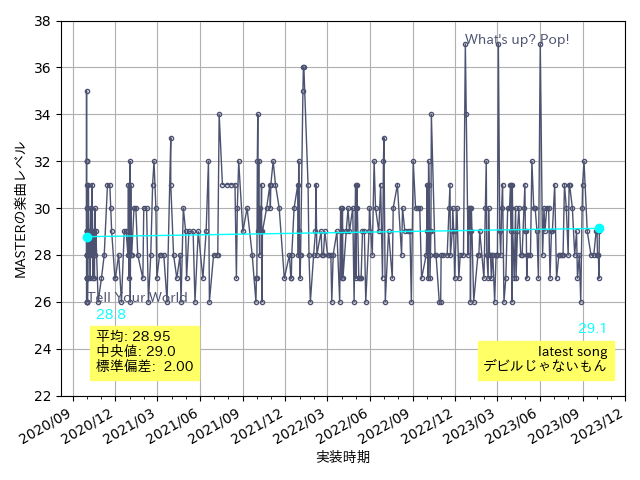 38
36
34
32
30
28
26
24
22
MASTERの楽曲レベル
What's up? Pop!
Tell Your World
28.8
平均: 28.95
中央値: 29.0
標準偏差: 2.00
29.1
latest song
デビルじゃないもん
2020/09
2020/12
2021/03
2021/06
2021/09
2021/12
2022/03
2022/06
2022/09
2022/12
2023/03
2023/06
2023/09
2023/12
実装時期